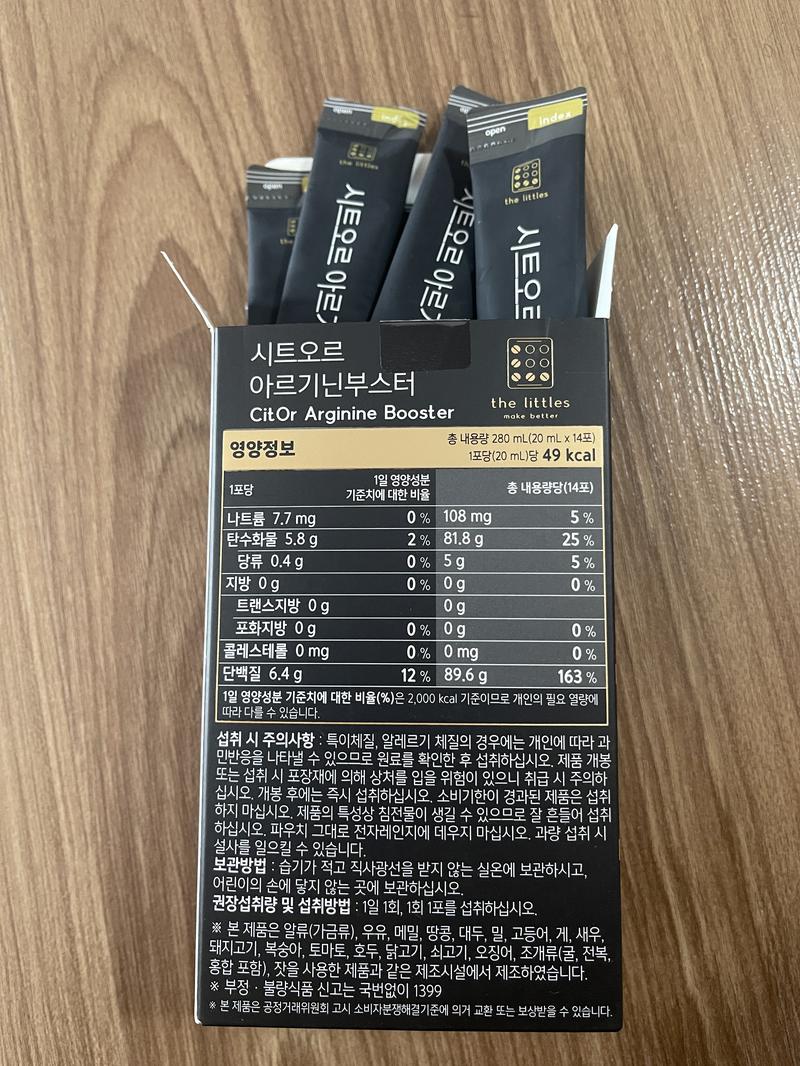 open
index
the littles
시트오르아르
open
the littles
시트오르
open
index
the littles
시트오르
시트오르
아르기닌부스터
CitOr Arginine Booster
the littles
make better
영양정보
총 내용량 280 mL(20 mL x 14포)
1포당(20 mL)당 49 kcal
1포당 1일 영양성분 기준치에 대한 비율 총 내용량당(14포)
나트륨 7.7 mg 0 % 108 mg 5 %
탄수화물 5.8 g 2 % 81.8 g 25 %
당류 0.4 g 0 % 5 g 5 %
지방 0 g 0 % 0 g 0 %
트랜스지방 0 g 0 g
포화지방 0 g 0 % 0 g 0 %
콜레스테롤 0 mg 0 % 0 mg 0 %
단백질 6.4 g 12 % 89.6 g 163 %
1일 영양성분 기준치에 대한 비율(%)은 2,000 kcal 기준이므로 개인의 필요 열량에
따라 다를 수 있습니다.
섭취 시 주의사항 : 특이체질, 알레르기 체질의 경우에는 개인에 따라 과
민반응을 나타낼 수 있으므로 원료를 확인한 후 섭취하십시오. 제품 개봉
또는 섭취 시 포장재에 의해 상처를 입을 위험이 있으니 취급 시 주의하
십시오. 개봉 후에는 즉시 섭취하십시오. 소비기한이 경과된 제품은 섭취
하지 마십시오. 제품의 특성상 침전물이 생길 수 있으므로 잘 흔들어 섭취
하십시오. 파우치 그대로 전자레인지에 데우지 마십시오. 과량 섭취 시
설사를 일으킬 수 있습니다.
보관방법 : 습기가 적고 직사광선을 받지 않는 실온에 보관하시고,
어린이의 손에 닿지 않는 곳에 보관하십시오.
권장섭취량 및 섭취방법 : 1일 1회, 1회 1포를 섭취하십시오.
※ 본 제품은 알류(가금류), 우유, 메밀, 땅콩, 대두, 밀, 고등어, 게, 새우,
돼지고기, 복숭아, 토마토, 호두, 닭고기, 쇠고기, 오징어, 조개류(굴, 전복,
홍합 포함), 잣을 사용한 제품과 같은 제조시설에서 제조하였습니다.
※ 부정 · 불량식품 신고는 국번없이 1399
※ 본 제품은 공정거래위원회 고시 소비자분쟁해결기준에 의거 교환 또는 보상받을 수 있습니다.